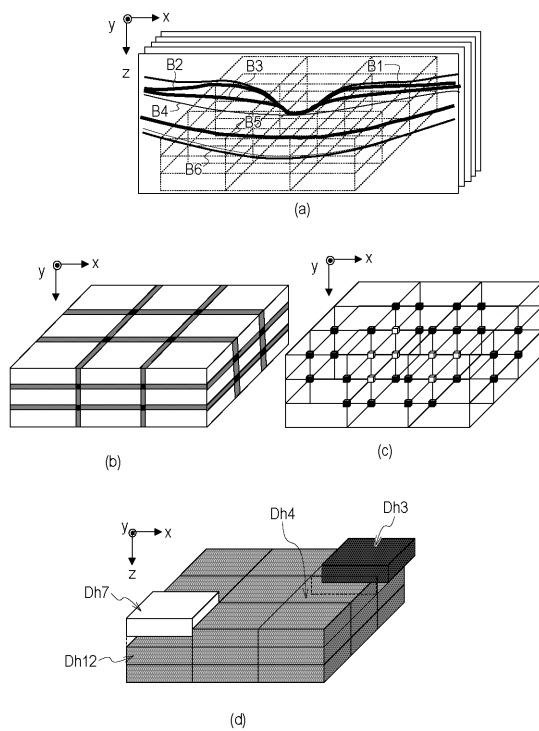 y x
z
B2 B3 B1
B4
B5
B6
(a)
y x
y x
(b)
(c)
Dh3
Dh4
y x
z
Dh7
Dh12
(d)